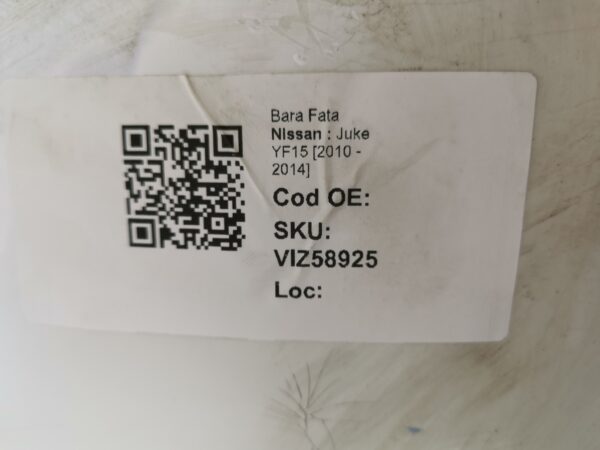 Bara Fata
Nissan : Juke
YF15 [2010 -
2014]
Cod OE:
SKU:
VIZ58925
Loc: